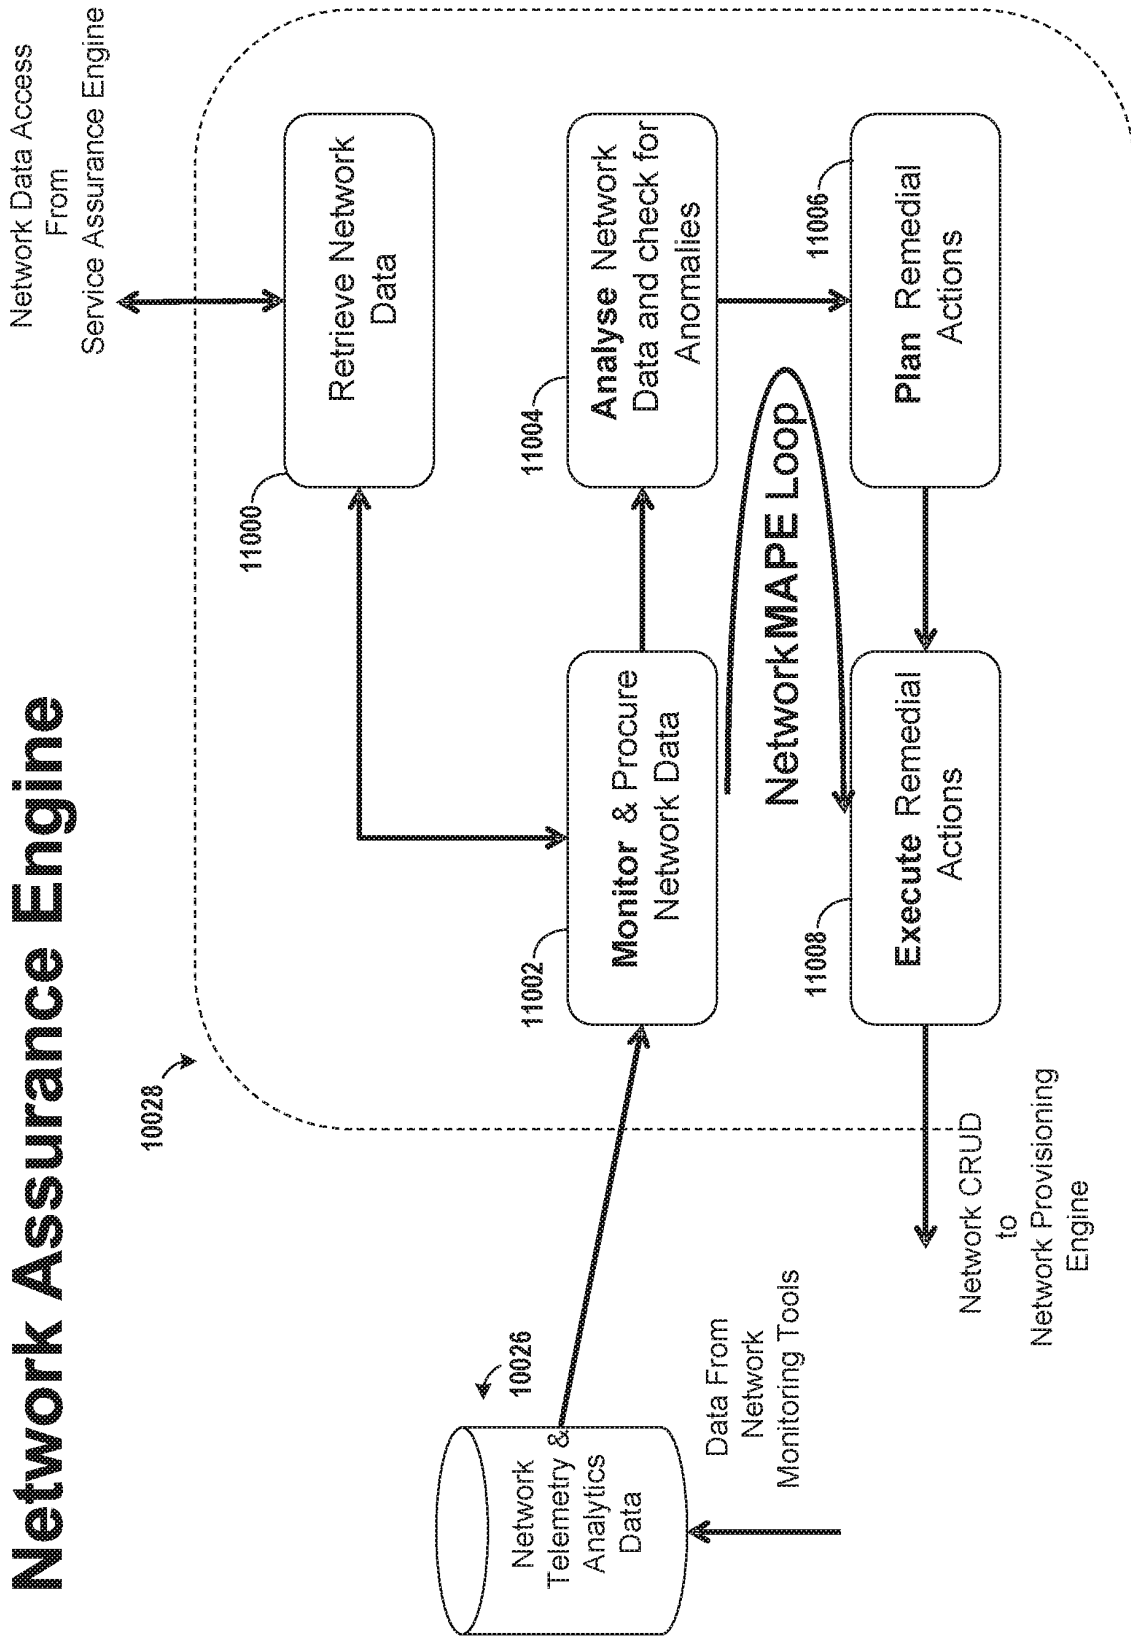 Network Assurance Engine
Network Data Access
From
Service Assurance Engine
10028
11000
Retrieve Network
Data
10026
Network
Telemetry &
Analytics
Data
Data From
Network
Monitoring Tools
11002
Monitor & Procure
Network Data
11004
Analyse Network
Data and check for
Anomalies
NetworkMAPE Loop
11008
Execute Remedial
Actions
11006
Plan Remedial
Actions
Network CRUD
to
Network Provisioning
Engine